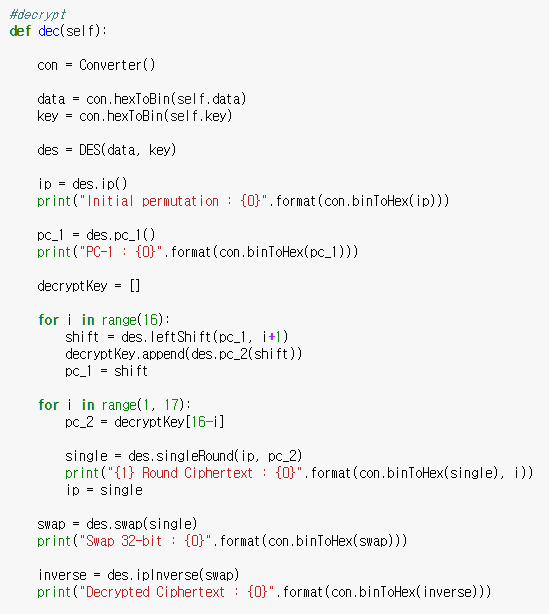 #decrypt
def dec(self):
con = Converter()
data = con.hexToBin(self.data)
key = con.hexToBin(self.key)
des = DES(data, key)
ip = des.ip()
print("Initial permutation : {0}".format(con.binToHex(ip)))
pc_1 = des.pc_1()
print("PC-1 : {0}".format(con.binToHex(pc_1)))
decryptKey = []
for i in range(16):
shift = des.leftShift(pc_1, i+1)
decryptKey.append(des.pc_2(shift))
pc_1 = shift
for i in range(1, 17):
pc_2 = decryptKey[16-i]
single = des.singleRound(ip, pc_2)
print("{1} Round Ciphertext : {0}".format(con.binToHex(single), i))
ip = single
swap = des.swap(single)
print("Swap 32-bit : {0}".format(con.binToHex(swap)))
inverse = des.ipInverse(swap)
print("Decrypted Ciphertext : {0}".format(con.binToHex(inverse)))